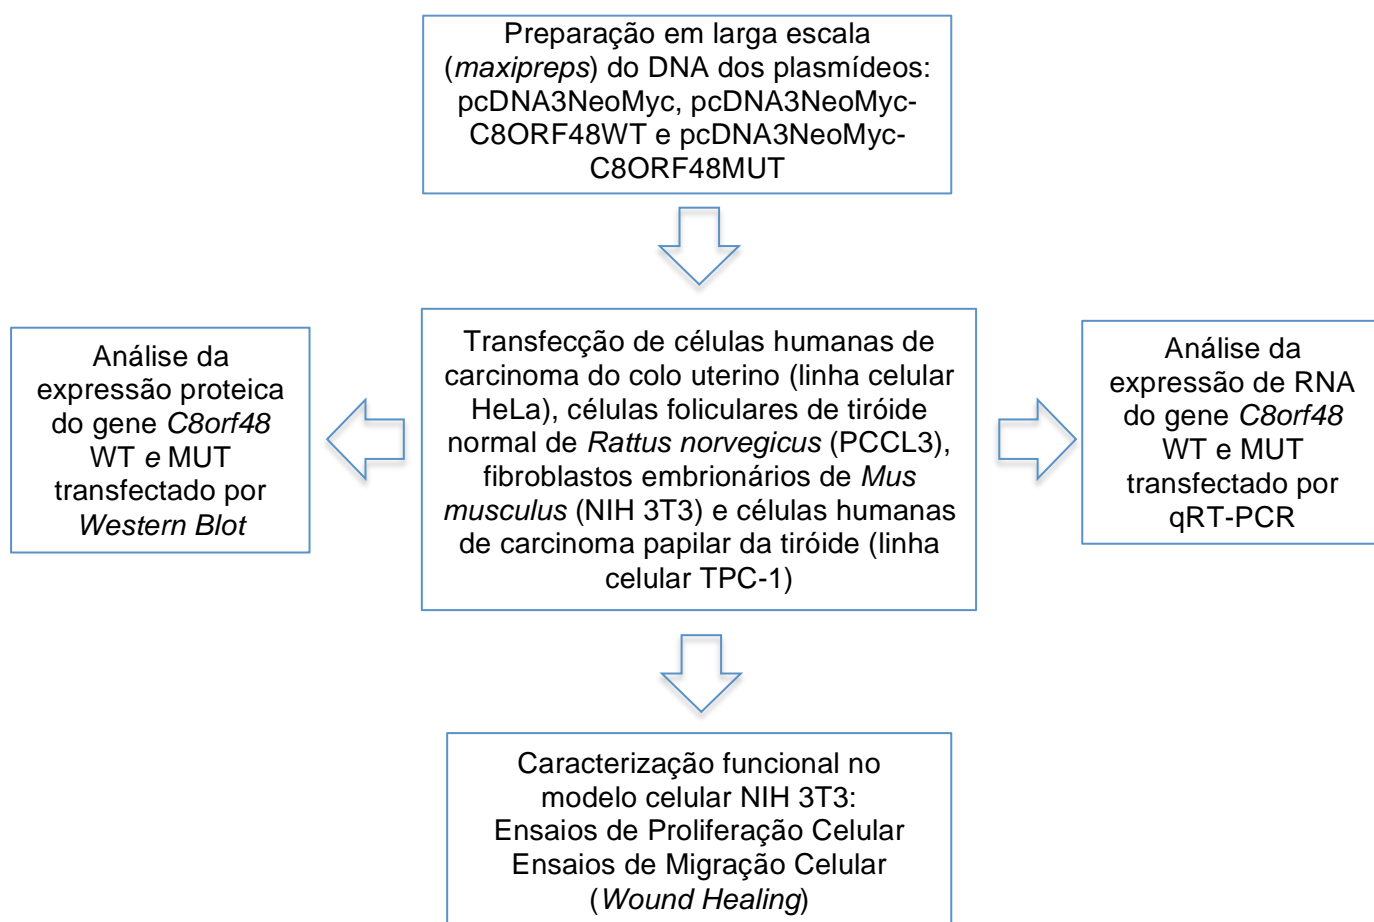 Preparação em larga escala
(maxipreps) do DNA dos plasmídeos:
pcDNA3NeoMyc, pcDNA3NeoMyc-
C8ORF48WT e pcDNA3NeoMyc-
C8ORF48MUT
Análise da
expressão proteica
do gene C8orf48
WT e MUT
transfectado por
Western Blot
Transfecção de células humanas de
carcinoma do colo uterino (linha celular
HeLa), células foliculares de tiróide
normal de Rattus norvegicus (PCCL3),
fibroblastos embrionários de Mus
musculus (NIH 3T3) e células humanas
de carcinoma papilar da tiróide (linha
celular TPC-1)
Análise da
expressão de RNA
do gene C8orf48
WT e MUT
transfectado por
qRT-PCR
Caracterização funcional no
modelo celular NIH 3T3:
Ensaios de Proliferação Celular
Ensaios de Migração Celular
(Wound Healing)